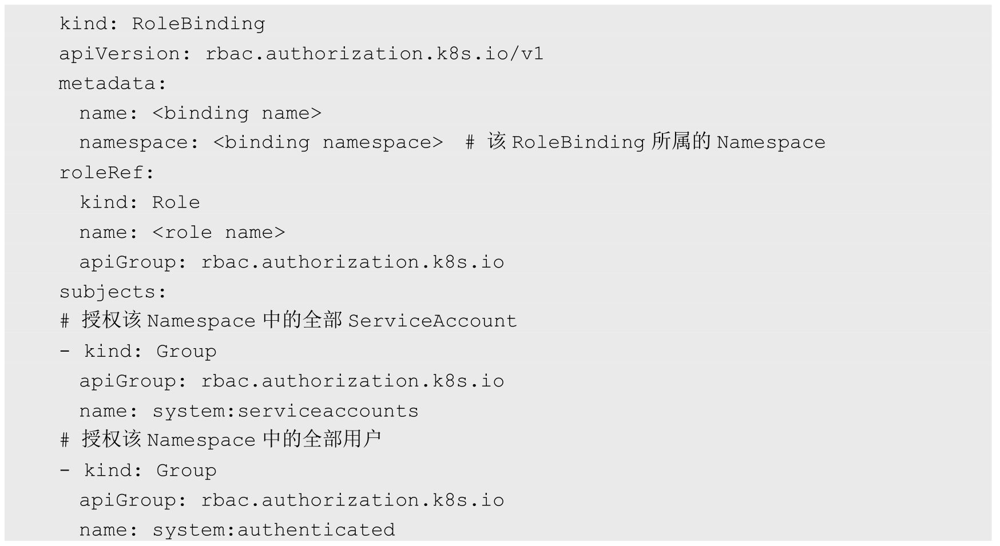 kind: RoleBinding
apiVersion: rbac.authorization.k8s.io/v1
metadata:
  name: <binding name>
  namespace: <binding namespace>  # 该 RoleBinding 所属的 Namespace
roleRef:
  kind: Role
  name: <role name>
  apiGroup: rbac.authorization.k8s.io
subjects:
# 授权该 Namespace 中的全部 ServiceAccount
- kind: Group
  apiGroup: rbac.authorization.k8s.io
  name: system:serviceaccounts
# 授权该 Namespace 中的全部用户
- kind: Group
  apiGroup: rbac.authorization.k8s.io
  name: system:authenticated